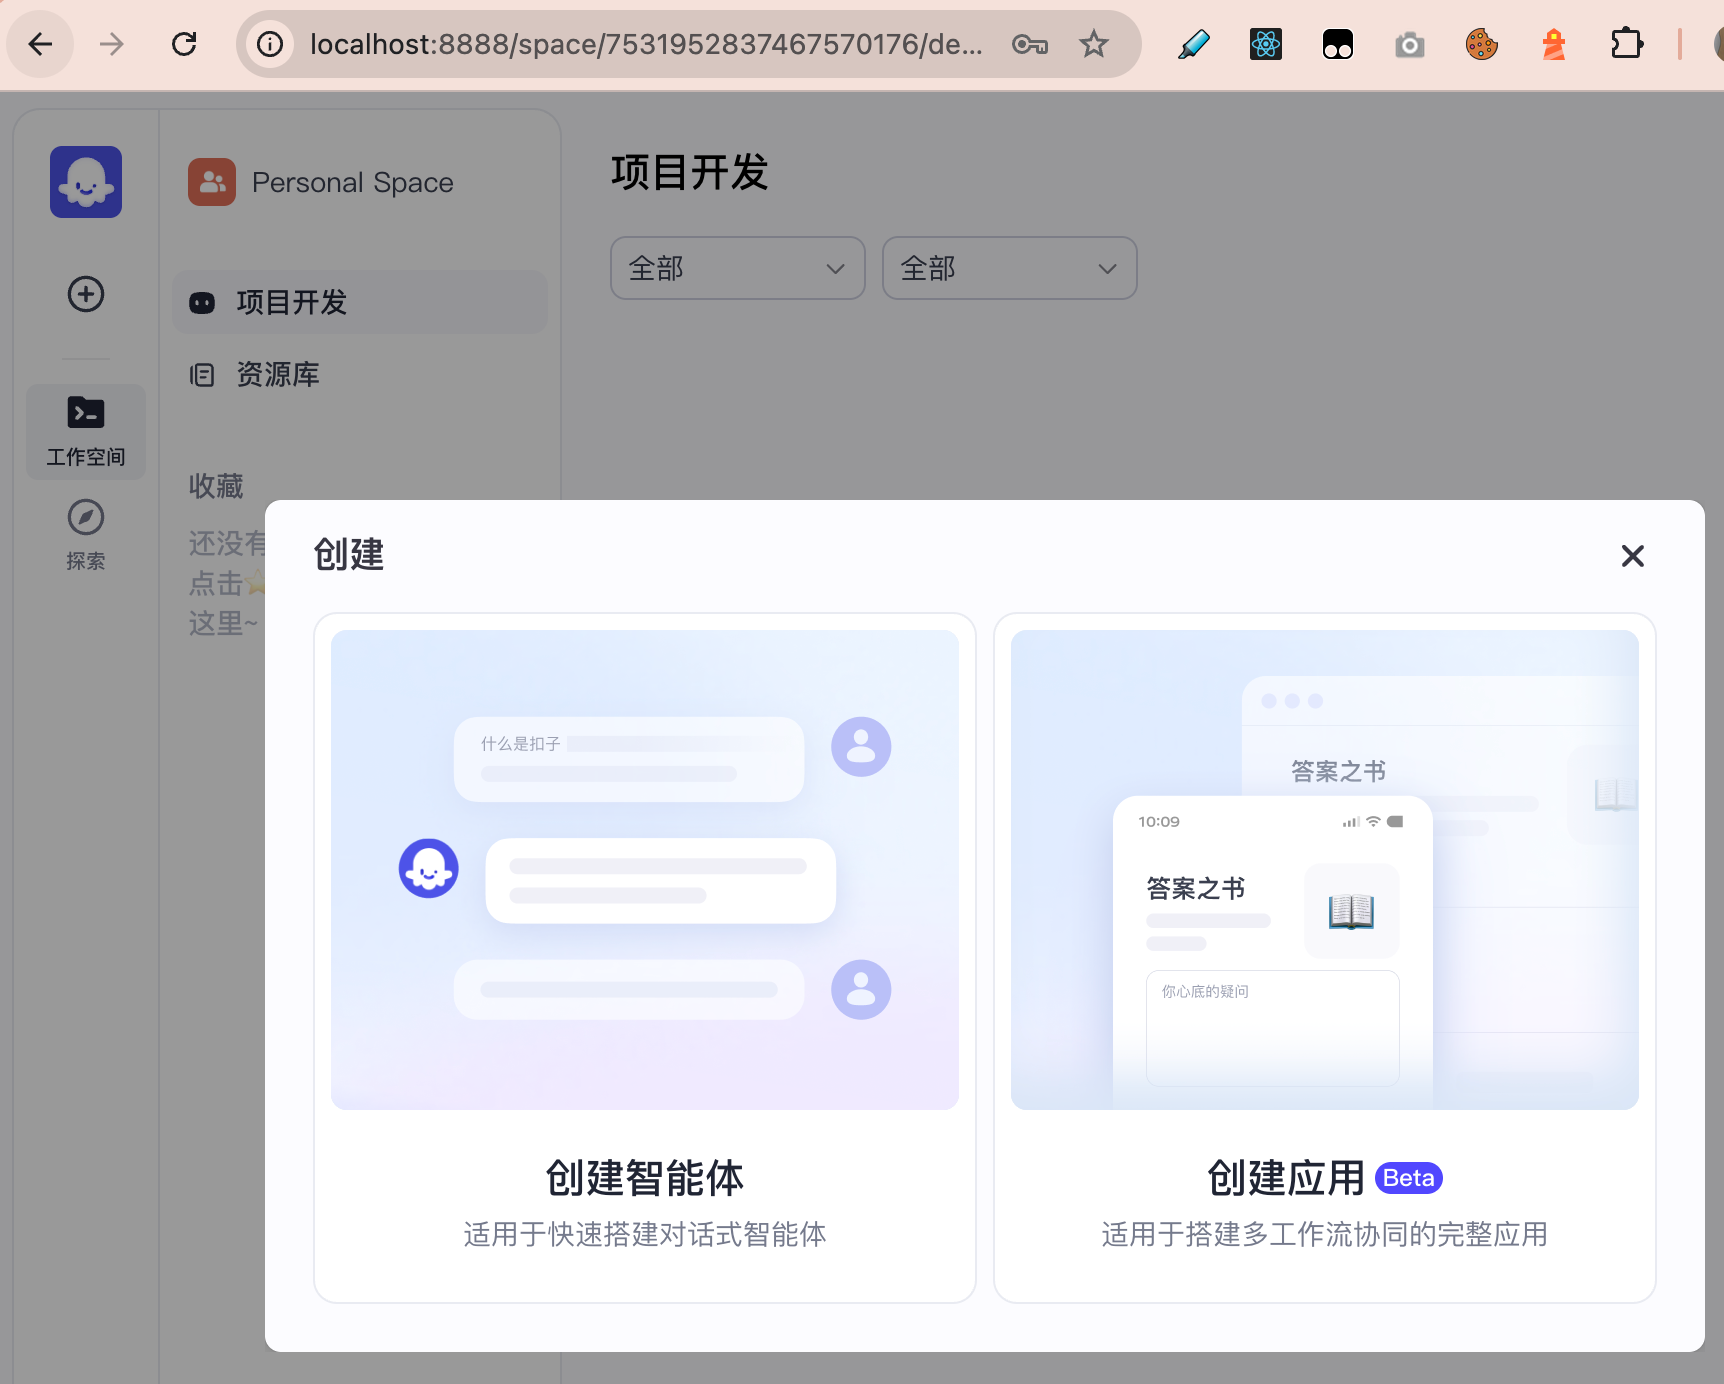 localhost:8888/space/7531952837467570176/de...
Personal Space
项目开发
资源库
收藏
还没有
点击⭐
这里~
工作空间
探索
项目开发
全部
全部
创建
什么是扣子
创建智能体
适用于快速搭建对话式智能体
答案之书
10:09
答案之书
你心底的疑问
创建应用 Beta
适用于搭建多工作流协同的完整应用